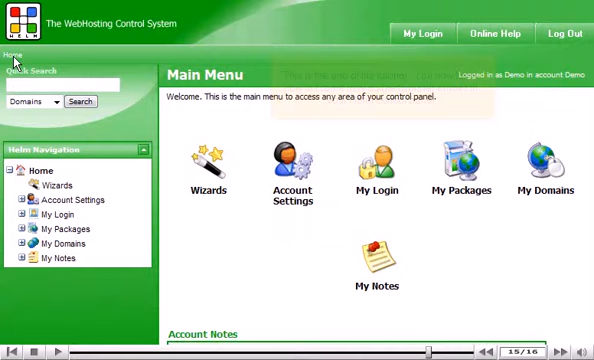 HELM
The WebHosting Control System
My Login
Online Help
Log Out
Home
Quick Search
Domains
Search
Main Menu
Logged in as Demo in account Demo
Welcome. This is the main menu to access any area of your control panel.
Helm Navigation
Home
Wizards
Account Settings
My Login
My Packages
My Domains
My Notes
Wizards
Account
Settings
My Login
My Packages
My Domains
My Notes
Account Notes
15/16